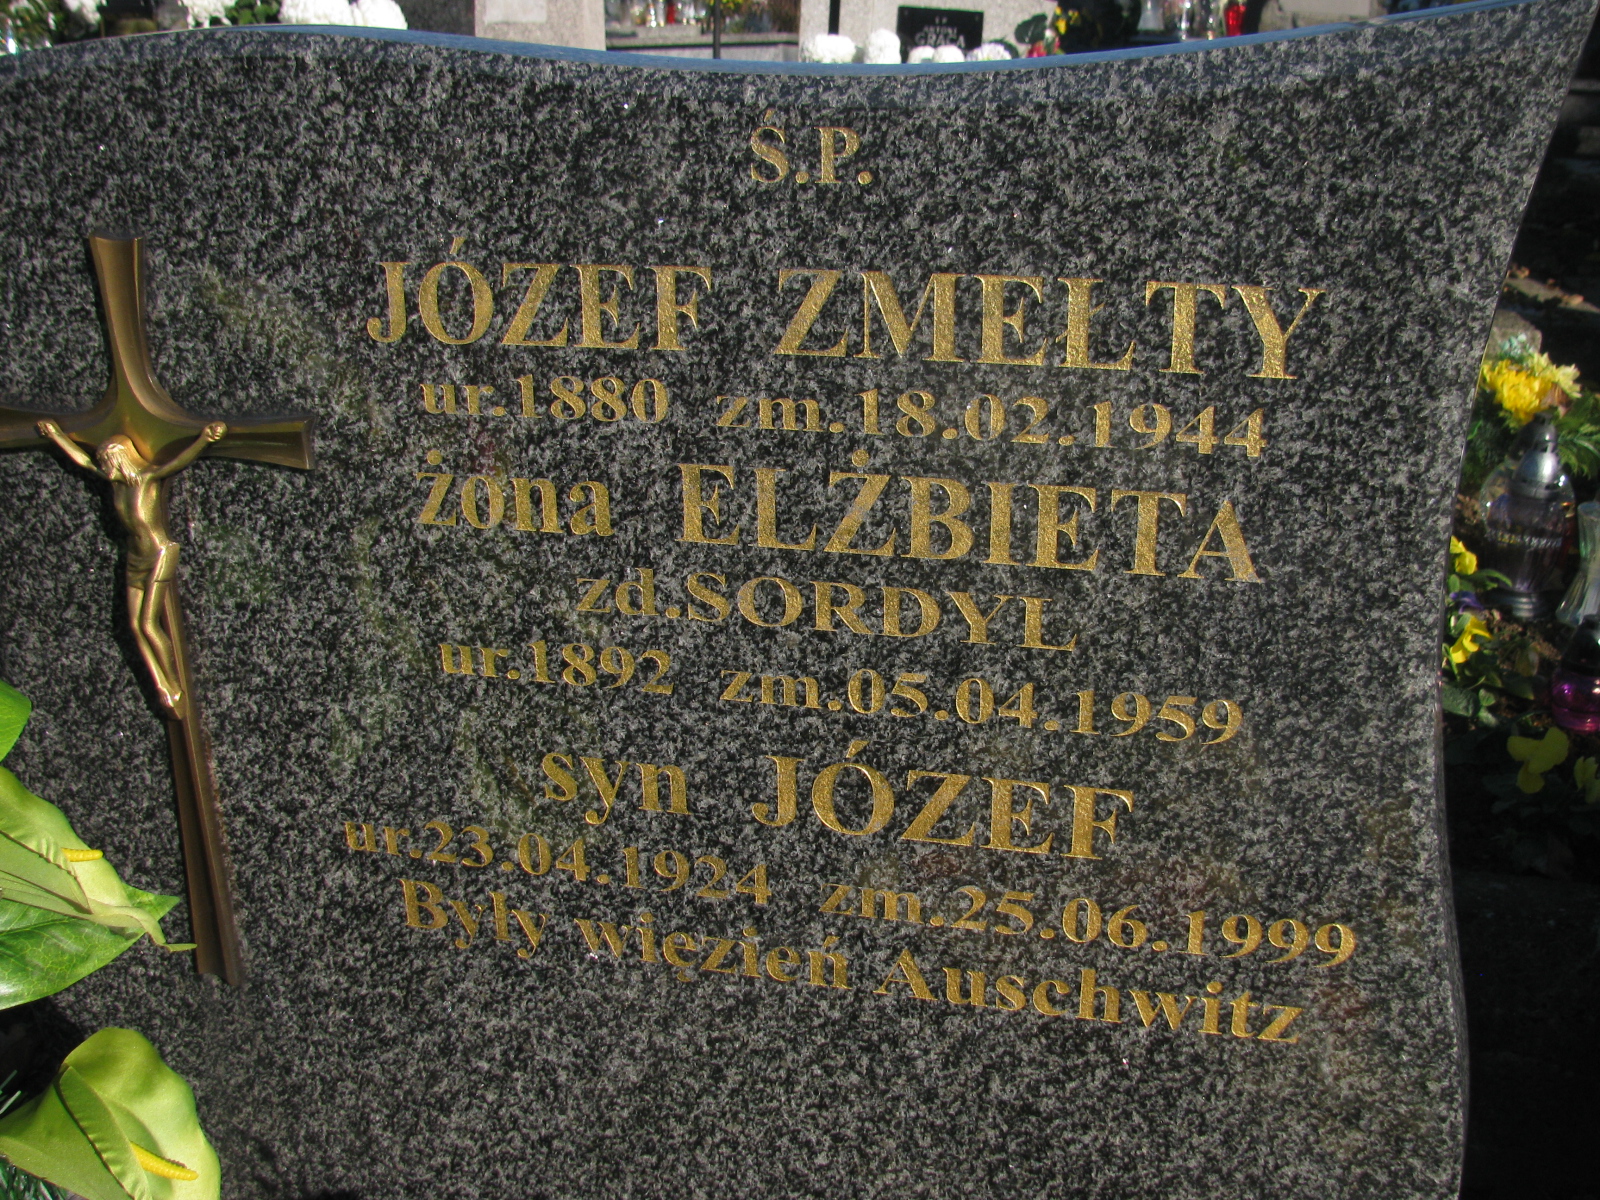 Ś.P.
JÓZEF ZMEŁTY
ur.1880 zm.18.02.1944
żona ELŻBIETA
zd.SORDYL
ur.1892 zm.05.04.1959
syn JÓZEF
ur.23.04.1924 zm.25.06.1999
Były więzień Auschwitz